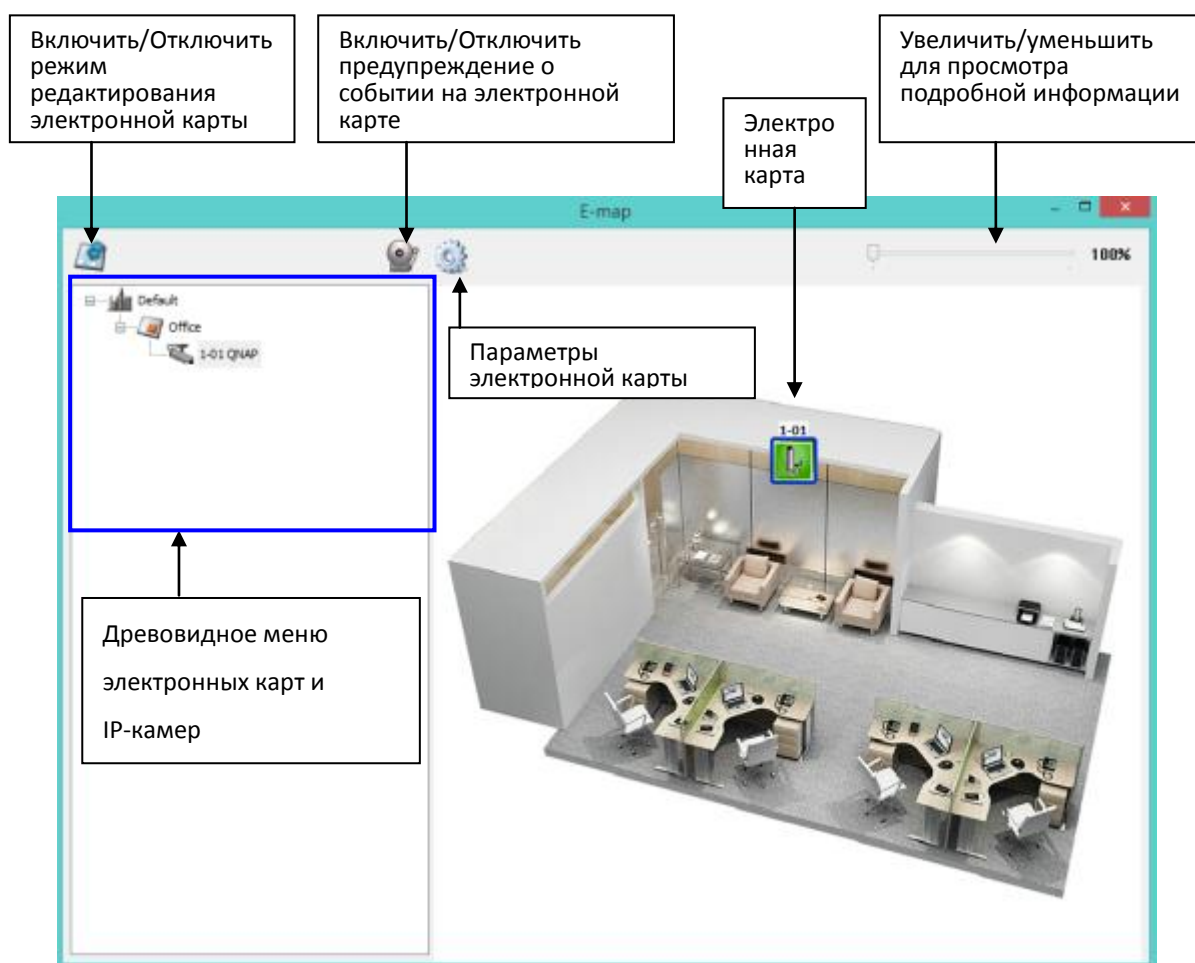 Включить/Отключить
режим
редактирования
электронной карты
Включить/Отключить
предупреждение о
событии на электронной
карте
Увеличить/уменьшить
для просмотра
подробной информации
Электро
нная
карта
E-map
100%
Default
Office
1-01 QNAP
Параметры
электронной карты
1-01
Древовидное меню
электронных карт и
IP-камер